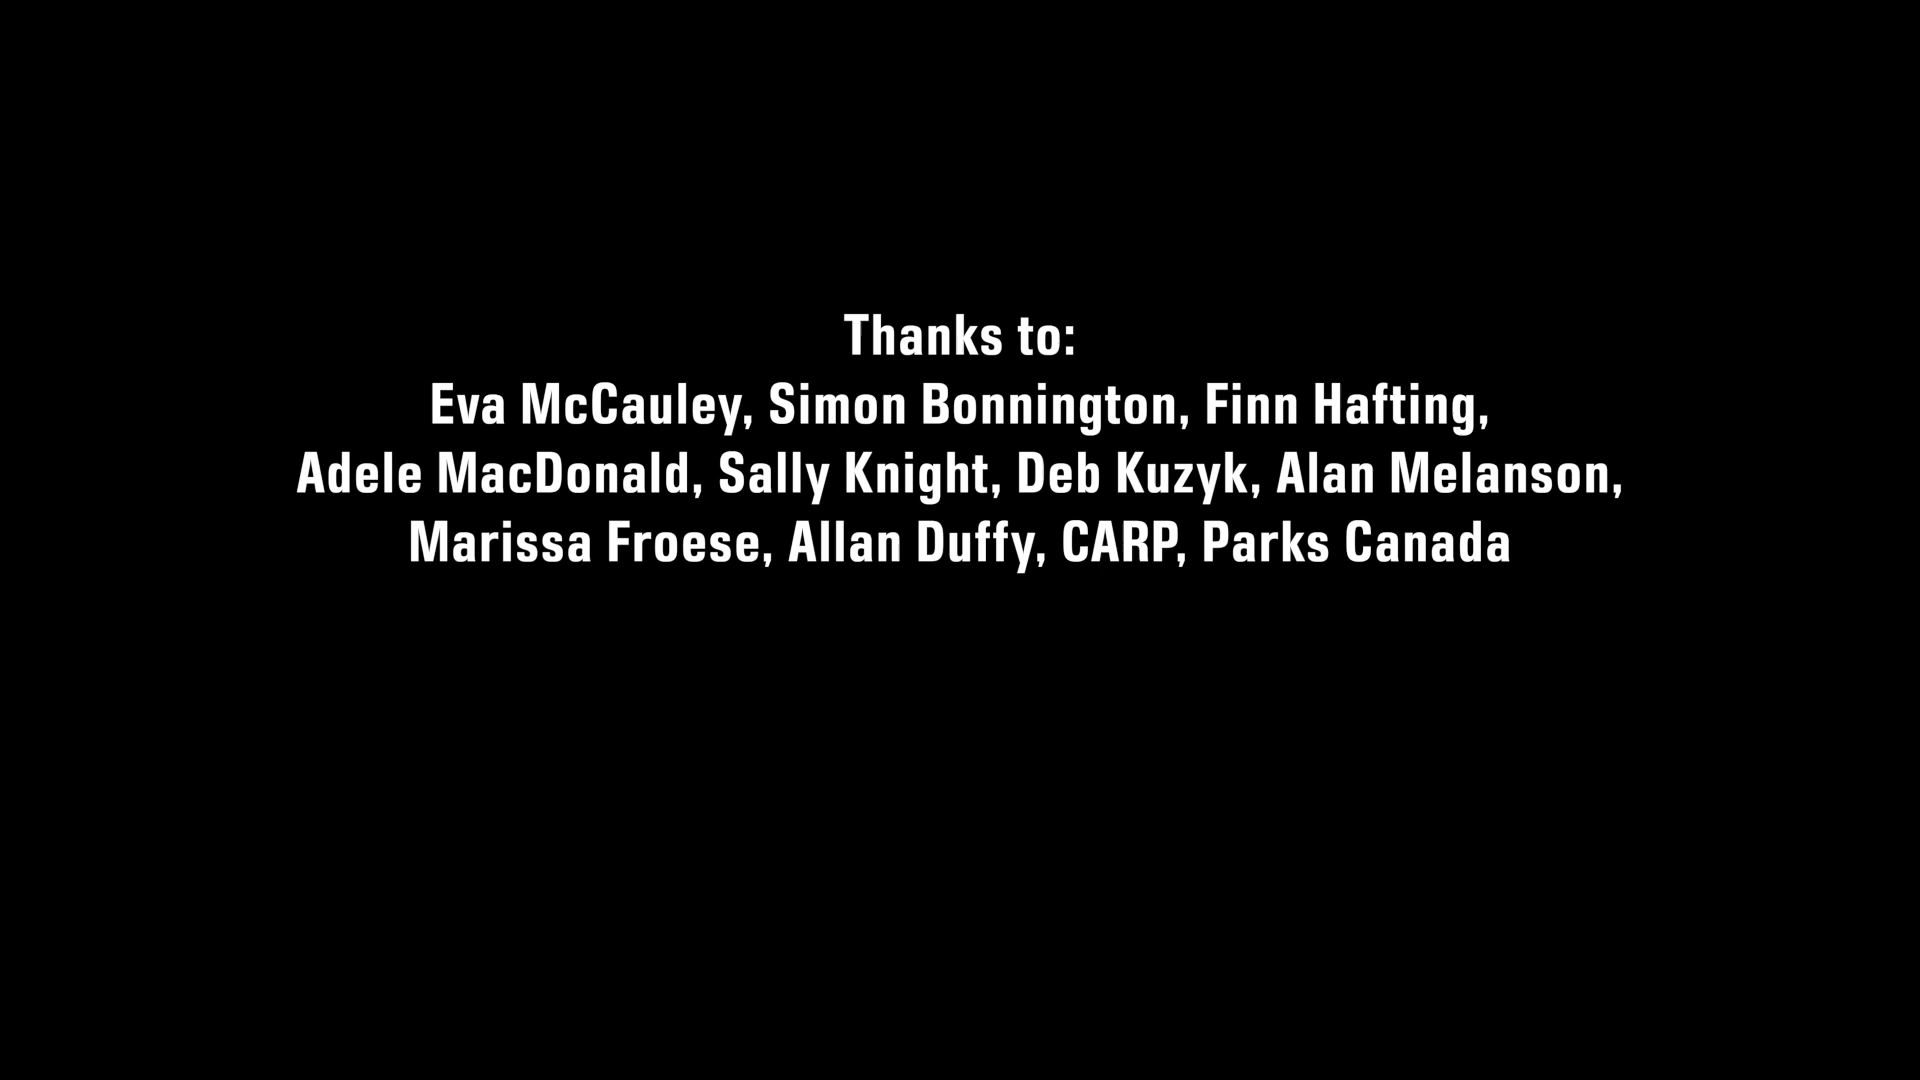 Thanks to:
Eva McCauley, Simon Bonnington, Finn Hafting,
Adele MacDonald, Sally Knight, Deb Kuzyk, Alan Melanson,
Marissa Froese, Allan Duffy, CARP, Parks Canada